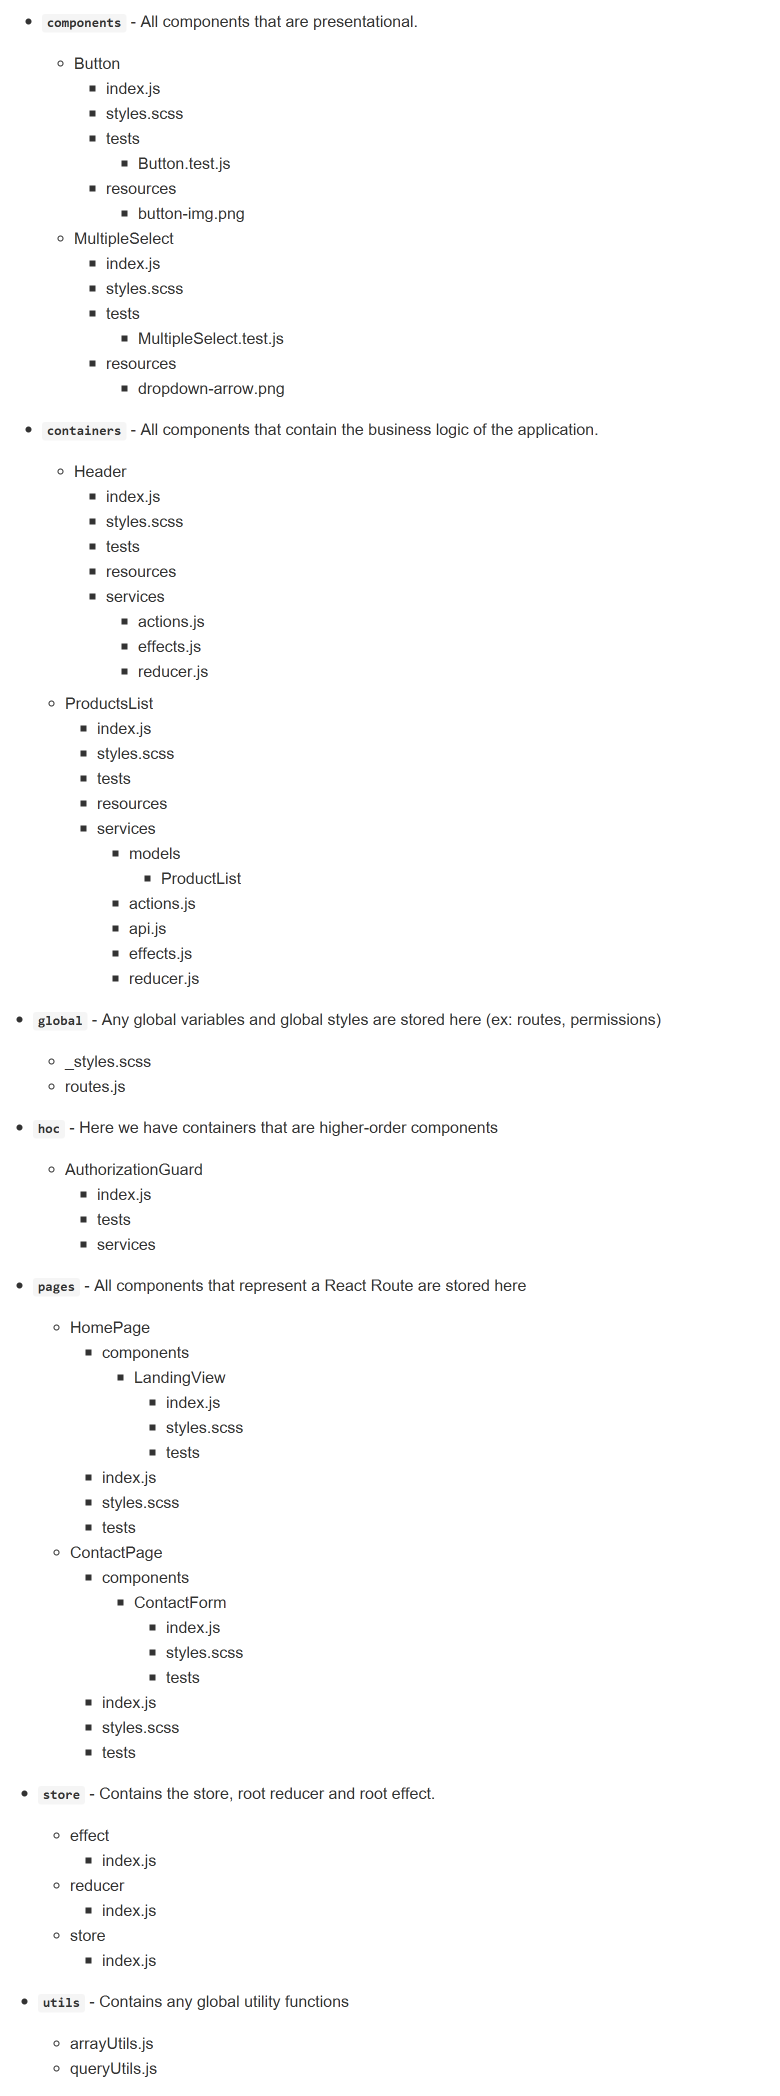 components - All components that are presentational.
Button
index.js
styles.scss
tests
Button.test.js
resources
button-img.png
MultipleSelect
index.js
styles.scss
tests
MultipleSelect.test.js
resources
dropdown-arrow.png
containers - All components that contain the business logic of the application.
Header
index.js
styles.scss
tests
resources
services
actions.js
effects.js
reducer.js
ProductsList
index.js
styles.scss
tests
resources
services
models
ProductList
actions.js
api.js
effects.js
reducer.js
global - Any global variables and global styles are stored here (ex: routes, permissions)
_styles.scss
routes.js
hoc - Here we have containers that are higher-order components
AuthorizationGuard
index.js
tests
services
pages - All components that represent a React Route are stored here
HomePage
components
LandingView
index.js
styles.scss
tests
index.js
styles.scss
tests
ContactPage
components
ContactForm
index.js
styles.scss
tests
index.js
styles.scss
tests
store - Contains the store, root reducer and root effect.
effect
index.js
reducer
index.js
store
index.js
utils - Contains any global utility functions
arrayUtils.js
queryUtils.js